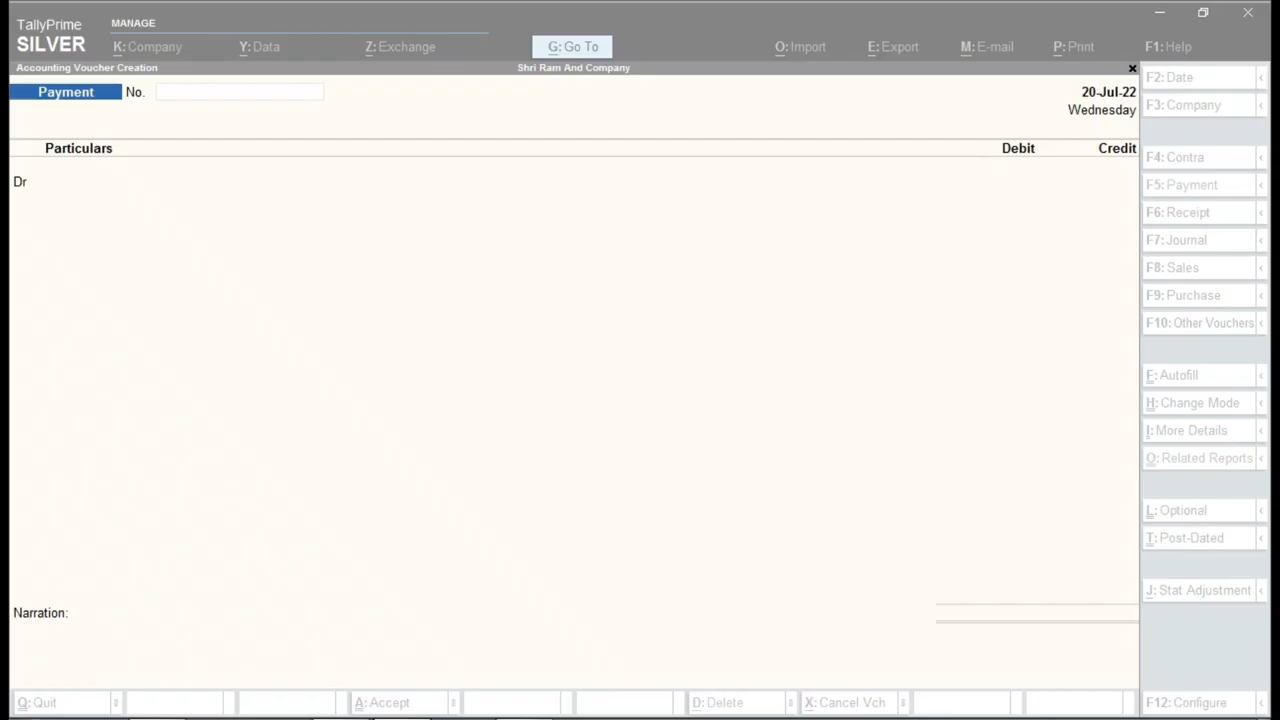 TallyPrime
SILVER
MANAGE
K: Company Y: Data Z: Exchange G: Go To O: Import E: Export M: E-mail P: Print F1: Help
Accounting Voucher Creation Shri Ram And Company
Payment No. 20-Jul-22
Wednesday
Particulars Debit Credit
Dr
Narration:
F2: Date
F3: Company
F4: Contra
F5: Payment
F6: Receipt
F7: Journal
F8: Sales
F9: Purchase
F10: Other Vouchers
F: Autofill
H: Change Mode
I: More Details
O: Related Reports
L: Optional
T: Post-Dated
J: Stat Adjustment
Q: Quit A: Accept D: Delete X: Cancel Vch F12: Configure